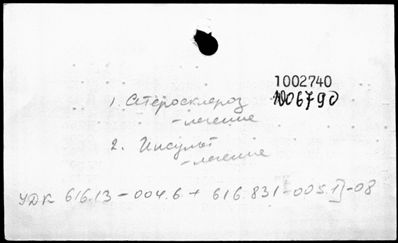 1002740
1006790
1. Атеросклероз
- лечение
2. Инсульт
- лечение
УДК 616.13-004.6+616.831-005.1]-08